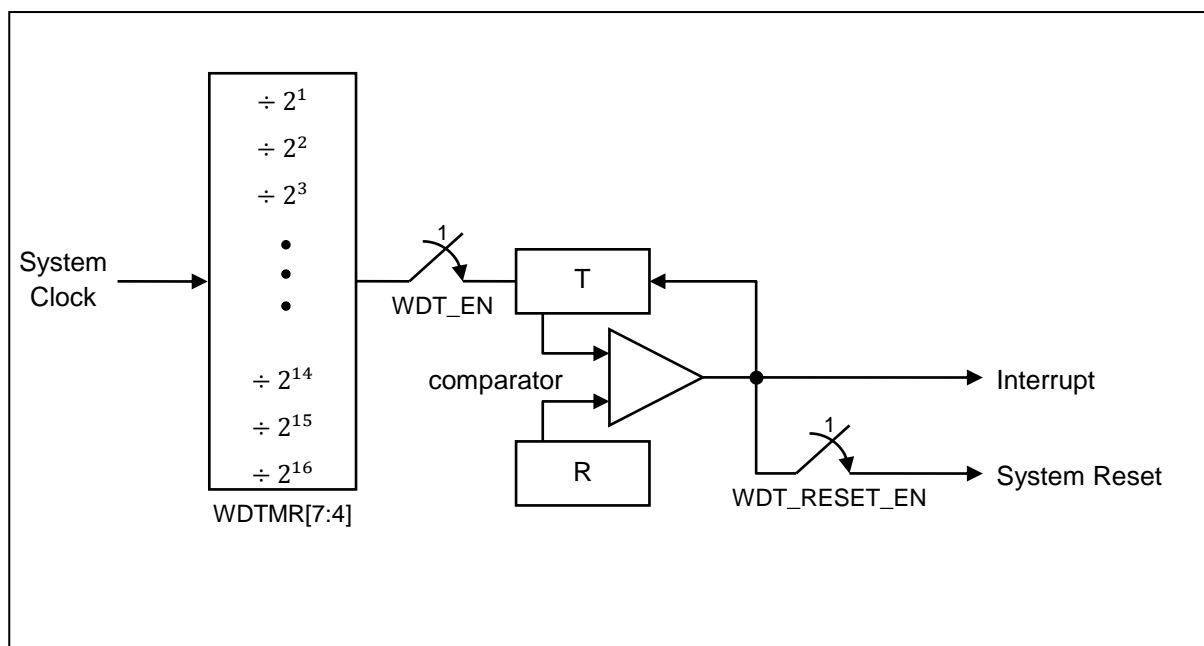 ÷ 2¹
÷ 2²
÷ 2³
•
•
•
÷ 2¹⁴
÷ 2¹⁵
÷ 2¹⁶
System
Clock
WDTMR[7:4]
1
WDT_EN
T
comparator
R
Interrupt
1
WDT_RESET_EN
System Reset